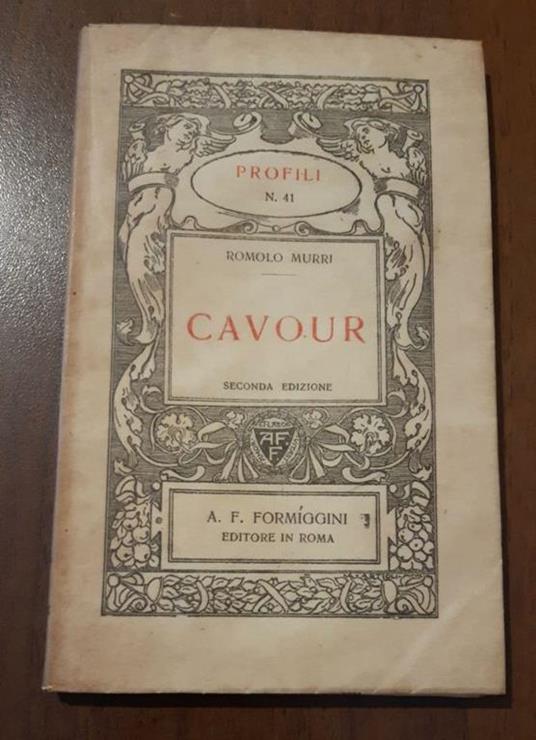 PROFILI
N. 41
ROMOLO MURRI
CAVOUR
SECONDA EDIZIONE
A.F.
F.
A. F. FORMÍGGINI
EDITORE IN ROMA